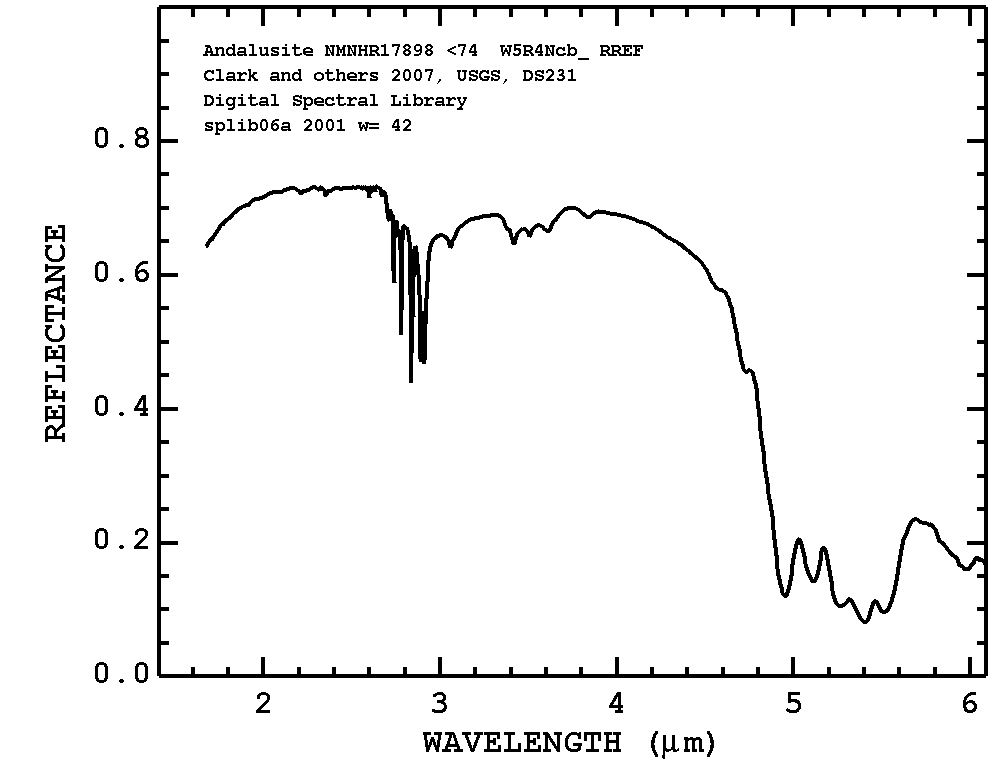 Andalusite NMNHR17898 <74  W5R4Ncb_ RREF
Clark and others 2007, USGS, DS231
Digital Spectral Library
splib06a 2001 w= 42
REFLECTANCE
0.8
0.6
0.4
0.2
0.0
2 3 4 5 6
WAVELENGTH (μm)